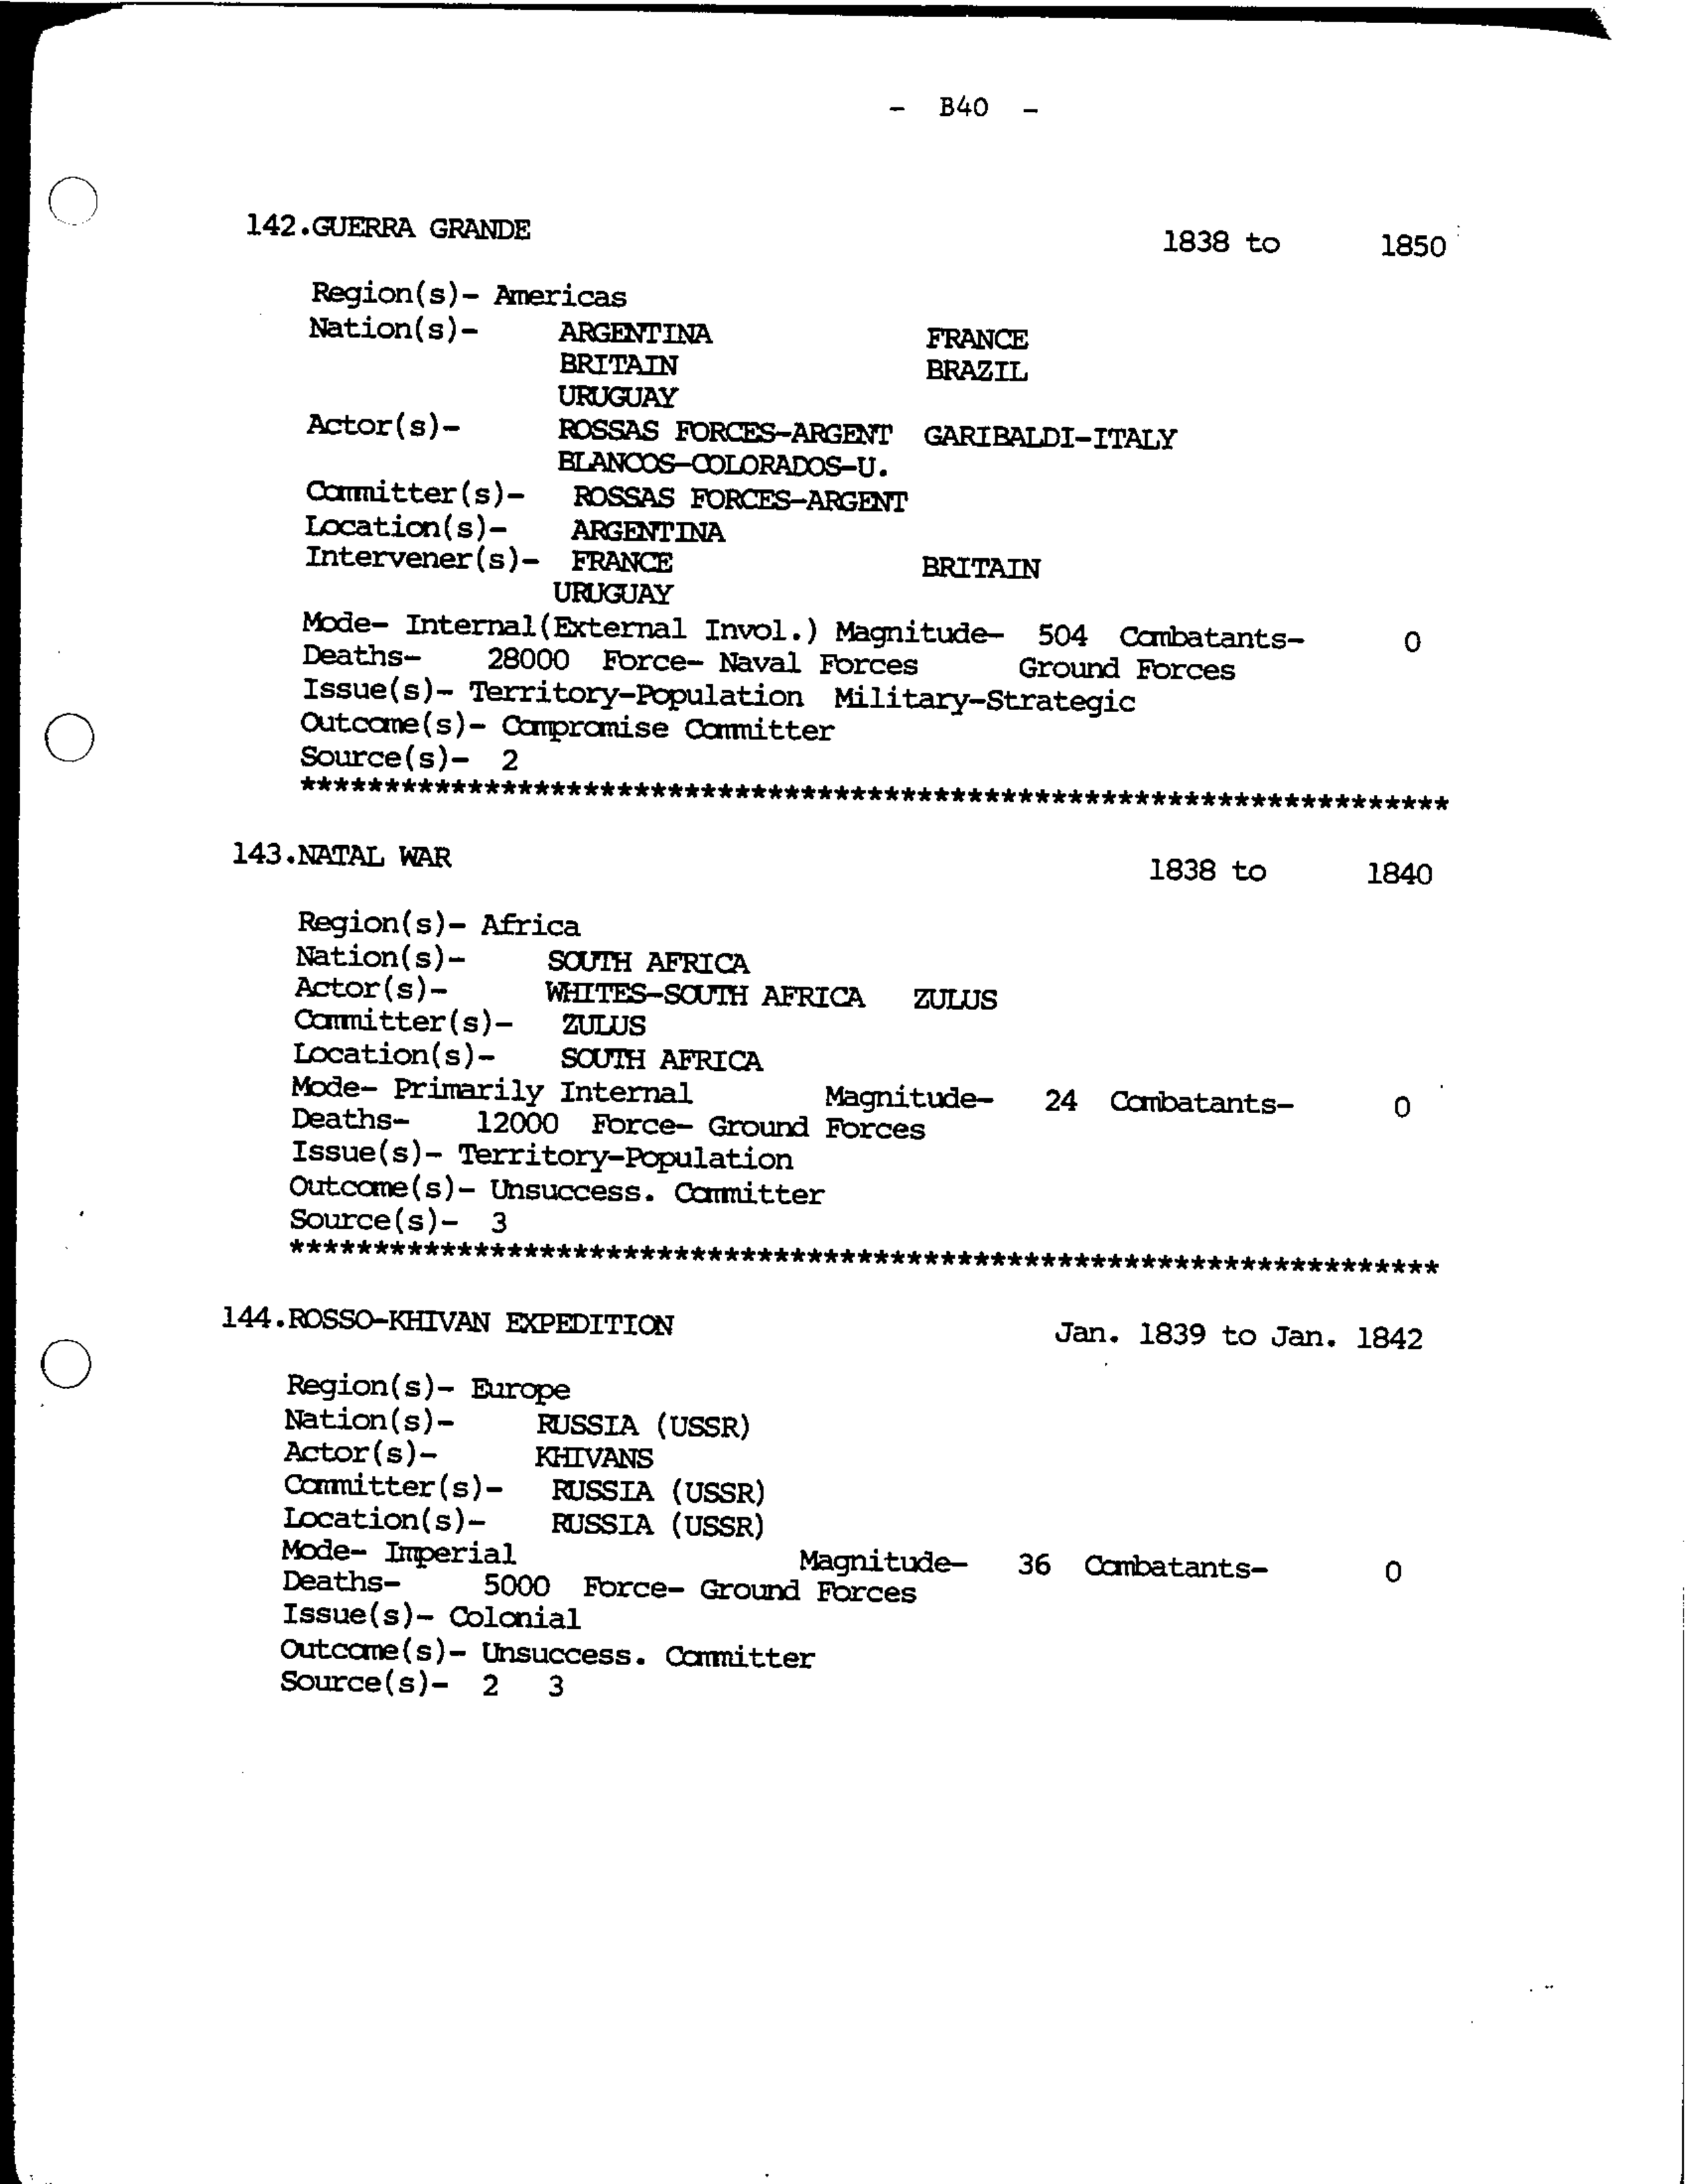 - B40 -
142.GUERRA GRANDE 1838 to 1850
Region(s)- Americas
Nation(s)- ARGENTINA FRANCE
BRITAIN BRAZIL
URUGUAY
Actor(s)- ROSSAS FORCES-ARGENT GARIBALDI-ITALY
BLANCOS-COLORADOS-U.
Committer(s)- ROSSAS FORCES-ARGENT
Location(s)- ARGENTINA
Intervener(s)- FRANCE BRITAIN
URUGUAY
Mode- Internal(External Invol.) Magnitude- 504 Combatants- 0
Deaths- 28000 Force- Naval Forces Ground Forces
Issue(s)- Territory-Population Military-Strategic
Outcome(s)- Compromise Committer
Source(s)- 2
*********************************************************************
143.NATAL WAR 1838 to 1840
Region(s)- Africa
Nation(s)- SOUTH AFRICA
Actor(s)- WHITES-SOUTH AFRICA ZULUS
Committer(s)- ZULUS
Location(s)- SOUTH AFRICA
Mode- Primarily Internal Magnitude- 24 Combatants- 0
Deaths- 12000 Force- Ground Forces
Issue(s)- Territory-Population
Outcome(s)- Unsuccess. Committer
Source(s)- 3
*********************************************************************
144.ROSSO-KHIVAN EXPEDITION Jan. 1839 to Jan. 1842
Region(s)- Europe
Nation(s)- RUSSIA (USSR)
Actor(s)- KHIVANS
Committer(s)- RUSSIA (USSR)
Location(s)- RUSSIA (USSR)
Mode- Imperial Magnitude- 36 Combatants- 0
Deaths- 5000 Force- Ground Forces
Issue(s)- Colonial
Outcome(s)- Unsuccess. Committer
Source(s)- 2 3